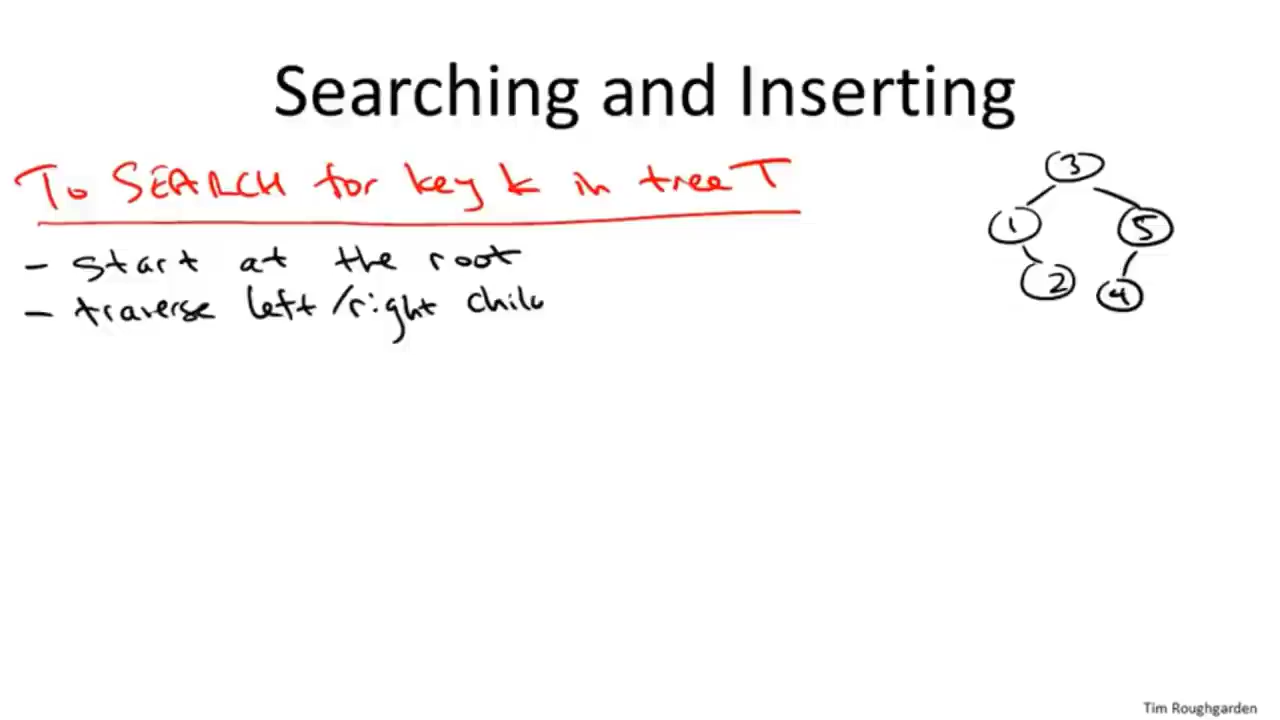 Searching and Inserting
To SEARCH for key k in tree T
- start at the root
- traverse left/right child
3
1
5
2
4
Tim Roughgarden